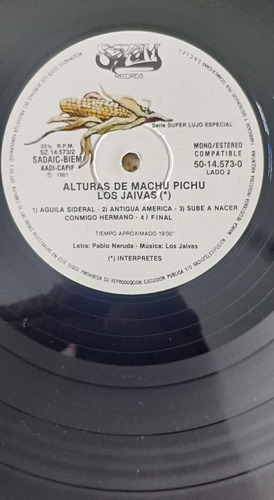 SAZAM
RECORDS
Serie SUPER LUJO ESPECIAL
33⅓ R.P.M.
SZ 14.573/2
SADAIC-BIEM
AADI-CAPIF
℗ 1981
MONO/ESTEREO
COMPATIBLE
50-14.573-0
LADO 2
ALTURAS DE MACHU PICHU
LOS JAIVAS (*)
1) AGUILA SIDERAL - 2) ANTIGUA AMERICA - 3) SUBE A NACER
CONMIGO HERMANO - 4/ FINAL
TIEMPO APROXIMADO 19'00"
Letra: Pablo Neruda - Música: Los Jaivas
(*) INTERPRETES